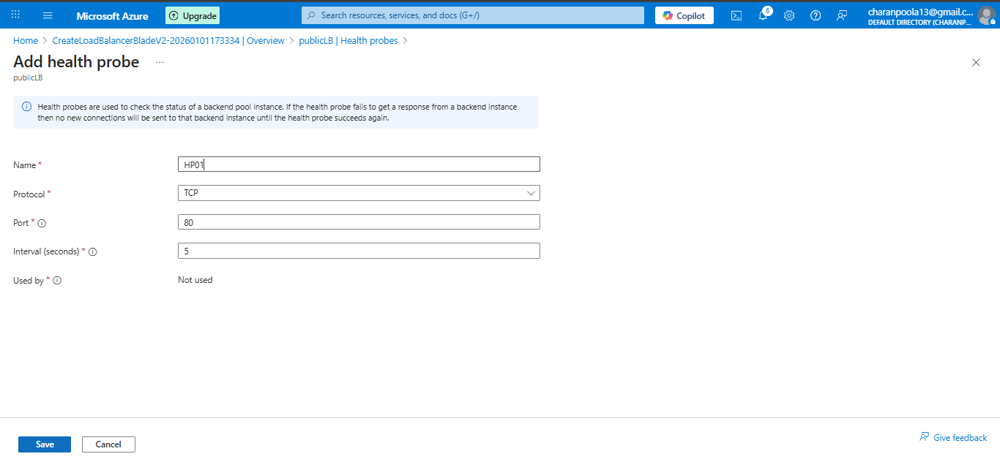 Microsoft Azure Upgrade Search resources, services, and docs (G+/) Copilot 6 charanpoola13@gmail.c...
DEFAULT DIRECTORY (CHARANP...
Home > CreateLoadBalancerBladeV2-20260101173334 | Overview > publicLB | Health probes >
Add health probe ...
publicLB
Health probes are used to check the status of a backend pool instance. If the health probe fails to get a response from a backend instance
then no new connections will be sent to that backend instance until the health probe succeeds again.
Name * HP01
Protocol * TCP
Port * 80
Interval (seconds) * 5
Used by * Not used
Save Cancel Give feedback